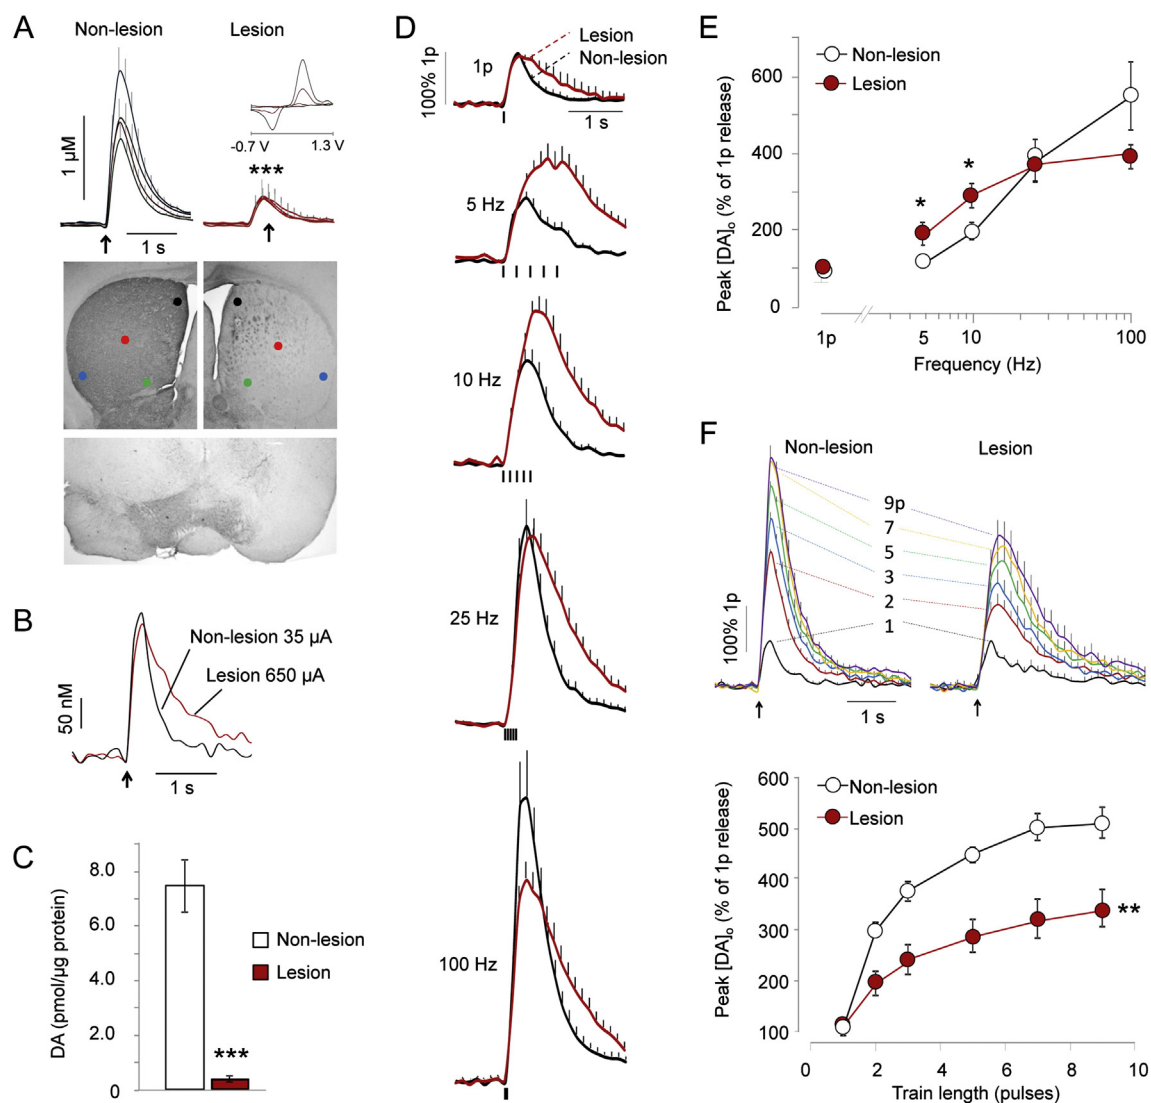 A
Non-lesion
Lesion
1 µM
-0.7 V
1.3 V
***
1 s
B
Non-lesion 35 µA
Lesion 650 µA
50 nM
1 s
C
DA (pmol/µg protein)
8.0
6.0
4.0
2.0
0
Non-lesion
Lesion
***
D
100% 1p
1p
Lesion
Non-lesion
1 s
5 Hz
10 Hz
25 Hz
100 Hz
E
Non-lesion
Lesion
Peak [DA]o (% of 1p release)
600
400
200
0
*
*
1p
5
10
100
Frequency (Hz)
F
Non-lesion
Lesion
9p
7
5
3
2
1
100% 1p
1 s
Non-lesion
Lesion
Peak [DA]o (% of 1p release)
600
500
400
300
200
100
**
0
2
4
6
8
10
Train length (pulses)